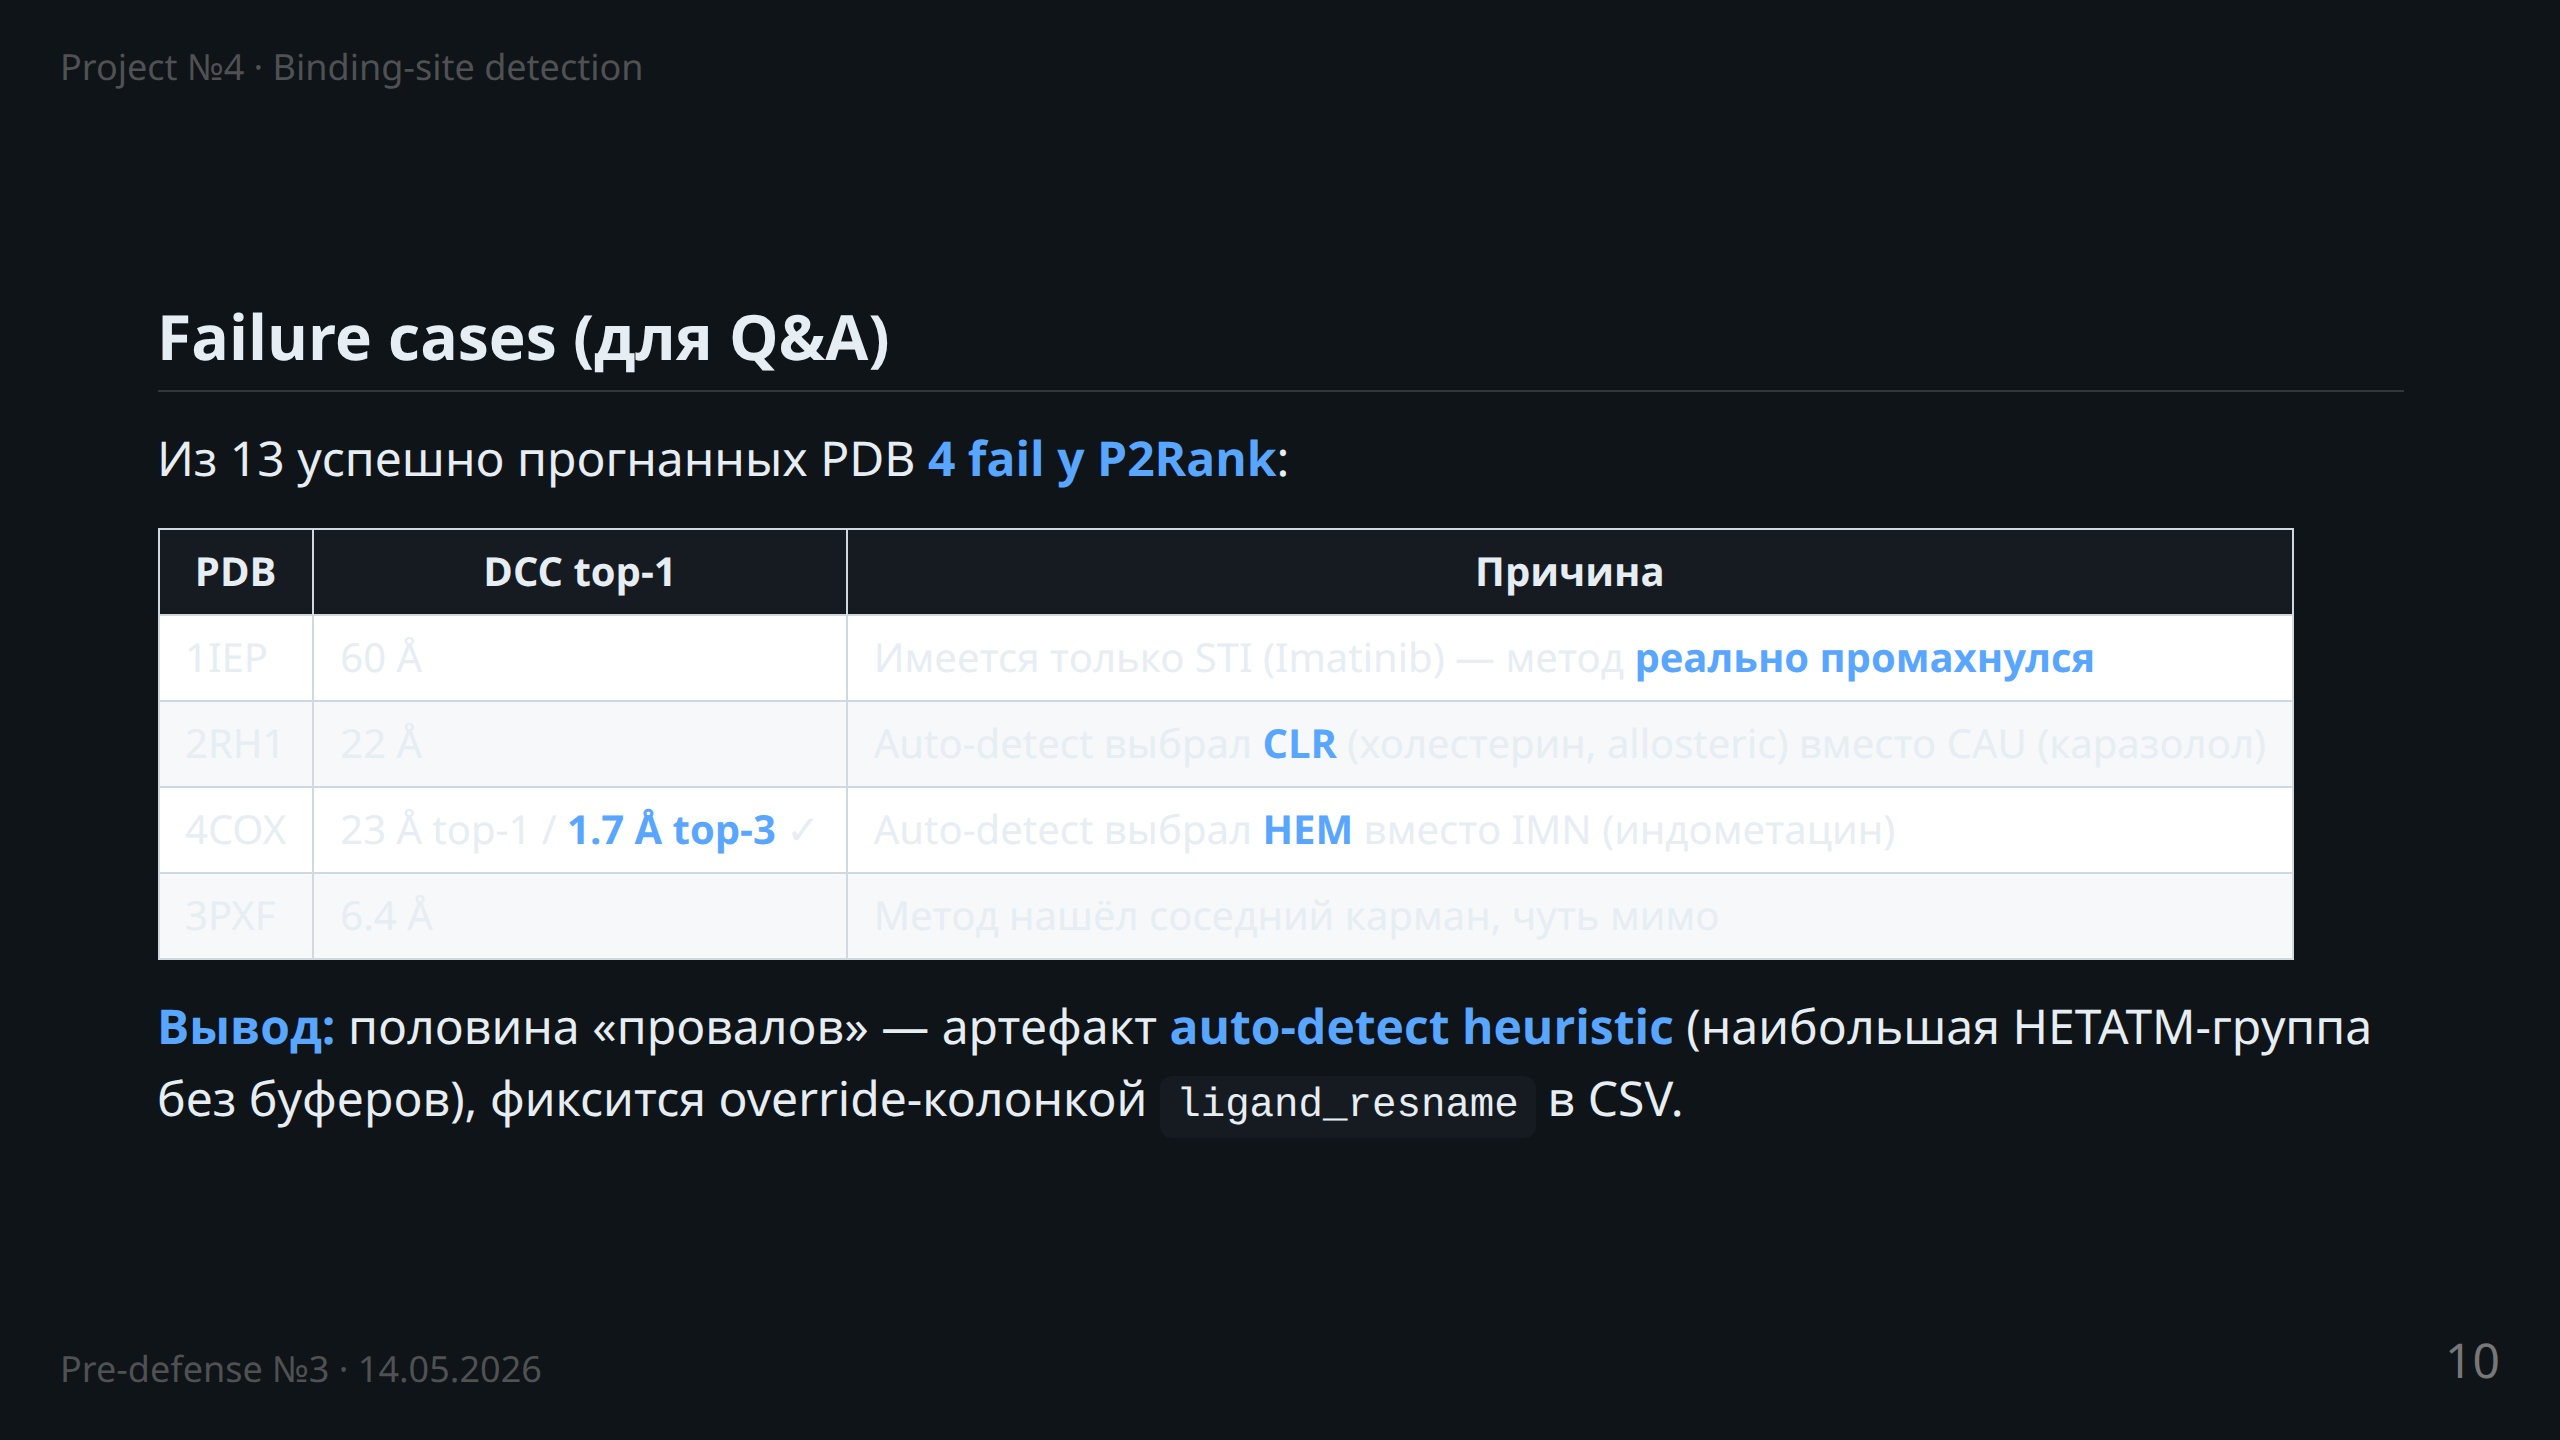 Project №4 · Binding-site detection
Failure cases (для Q&A)
Из 13 успешно прогнанных PDB 4 fail у P2Rank:
PDB DCC top-1 Причина
1IEP 60 Å Имеется только STI (Imatinib) — метод реально промахнулся
2RH1 22 Å Auto-detect выбрал CLR (холестерин, allosteric) вместо CAU (каразолол)
4COX 23 Å top-1 / 1.7 Å top-3 ✓ Auto-detect выбрал HEM вместо IMN (индометацин)
3PXF 6.4 Å Метод нашёл соседний карман, чуть мимо
Вывод: половина «провалов» — артефакт auto-detect heuristic (наибольшая HETATM-группа
без буферов), фиксится override-колонкой ligand_resname в CSV.
Pre-defense №3 · 14.05.2026
10